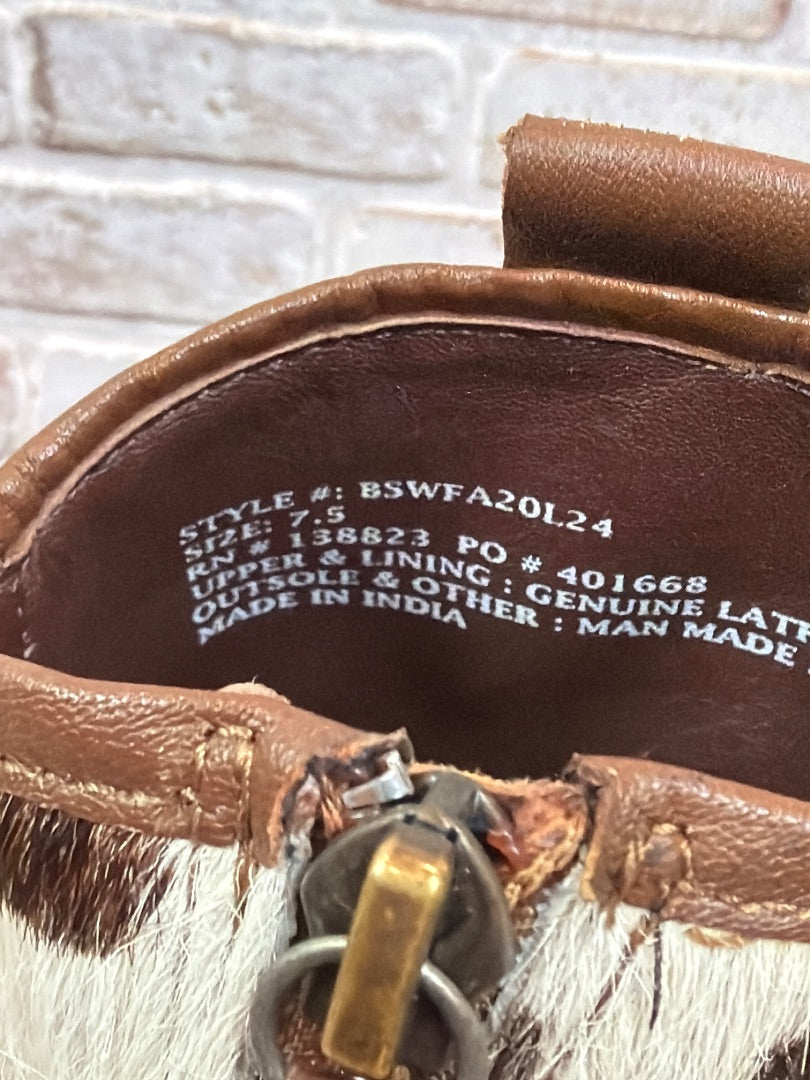 STYLE #: BSWFA20L24
SIZE: 7.5
RN # 138823 PO # 401668
UPPER & LINING : GENUINE
OUTSOLE & OTHER : MAN MADE
MADE IN INDIA